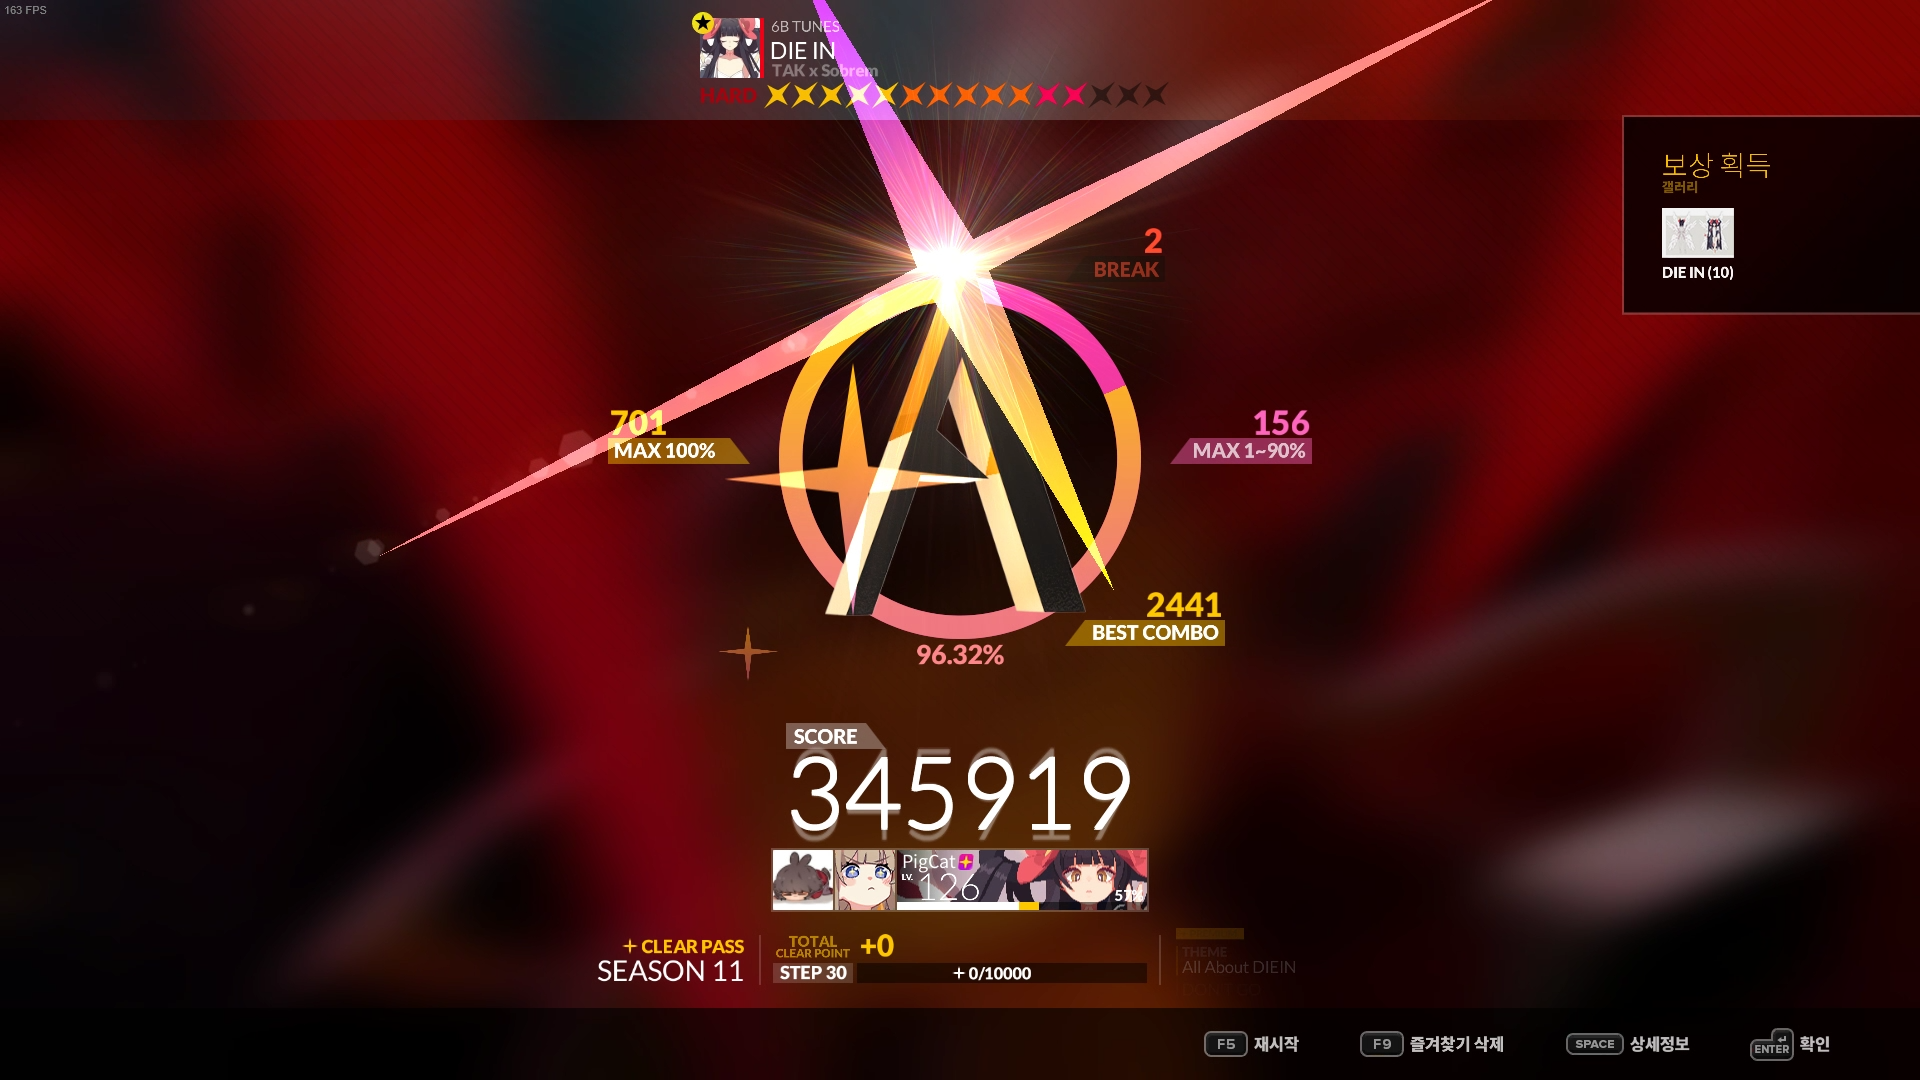 163 FPS
6B TUNES
DIE IN
TAK x Sobrem
HARD
보상 획득
갤러리
DIE IN (10)
2
BREAK
701
MAX 100%
156
MAX 1~90%
A
2441
BEST COMBO
96.32%
SCORE
345919
PigCat
LV. 126
+ CLEAR PASS
SEASON 11
TOTAL
CLEAR POINT
+0
STEP 30
+ 0/10000
THEME
All About DIEIN
F5 재시작
F9 즐겨찾기 삭제
SPACE 상세정보
ENTER 확인